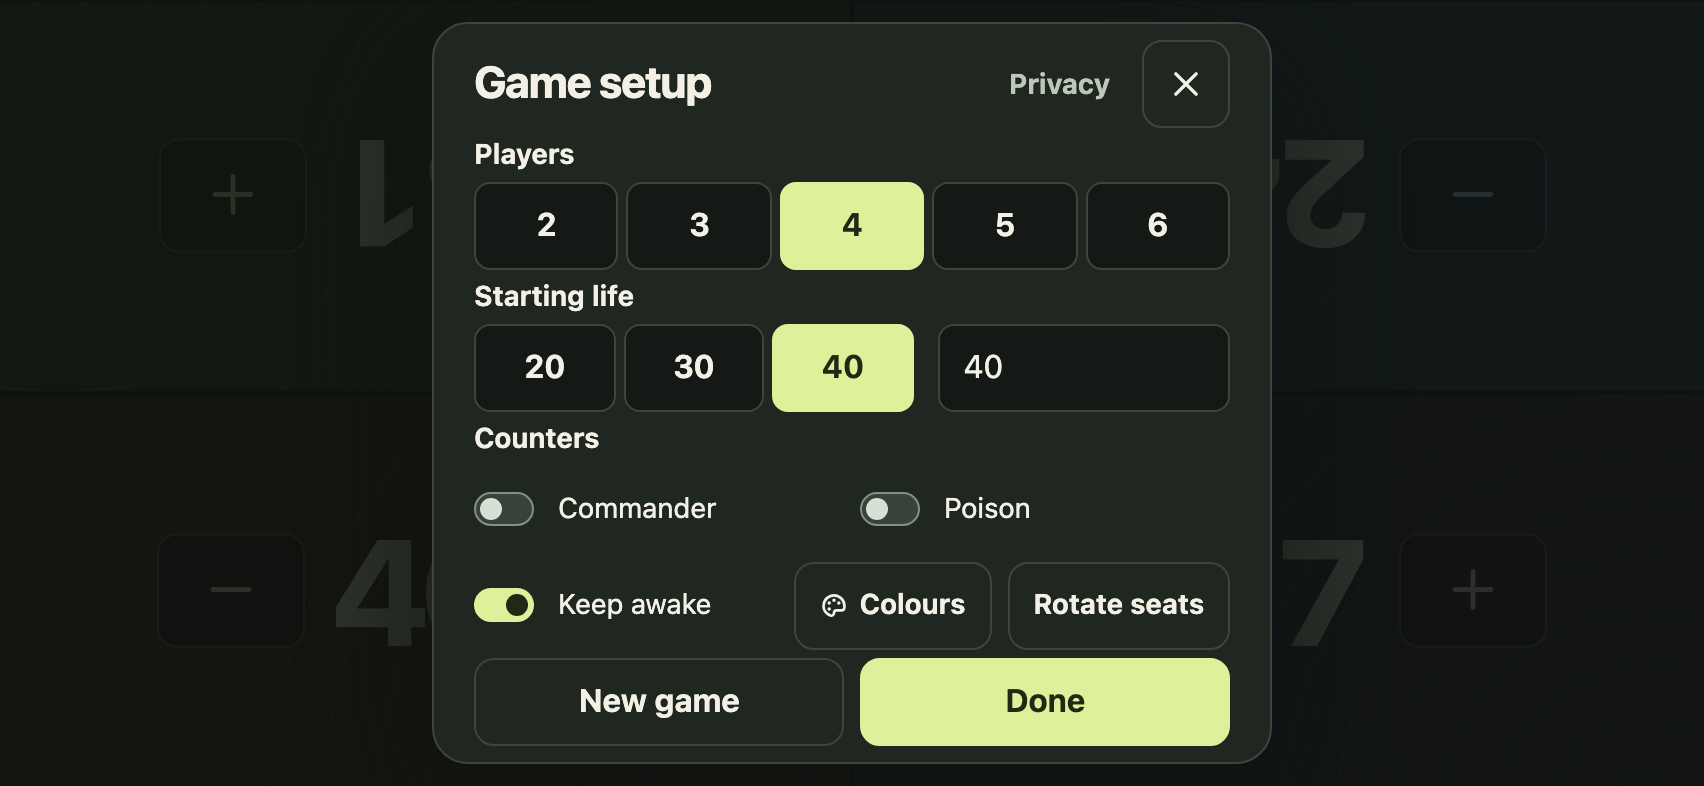 Game setup
Privacy
Players
2 3 4 5 6
Starting life
20 30 40 40
Counters
Commander Poison
Keep awake Colours Rotate seats
New game Done